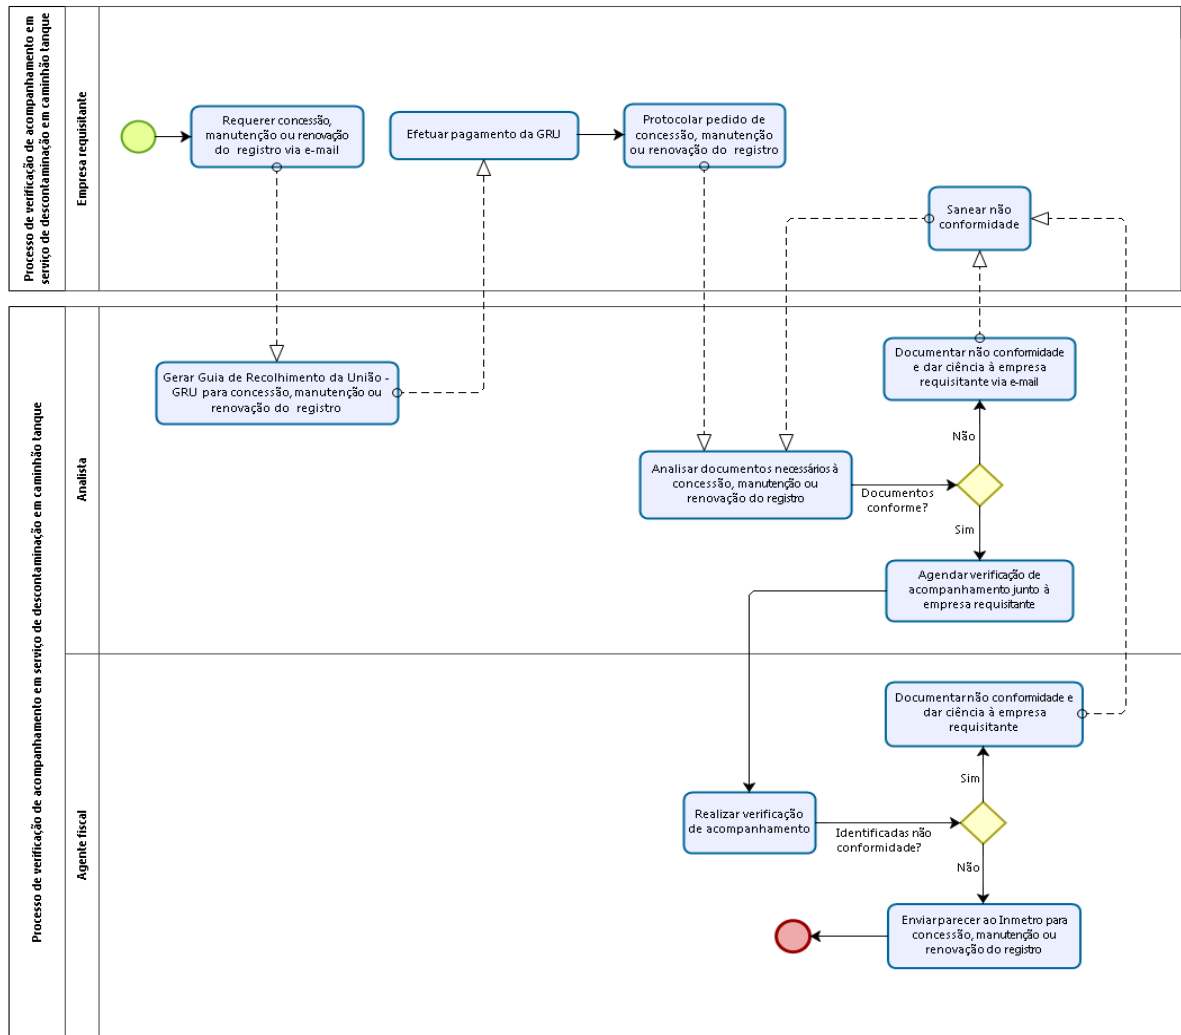 Processo de verificação de acompanhamento em
serviço de descontaminação em caminhão tanque
Empresa requisitante
Requerer concessão,
manutenção ou renovação
do registro via e-mail
Efetuar pagamento da GRU
Protocolar pedido de
concessão, manutenção
ou renovação do registro
Sanear não
conformidade
Processo de verificação de acompanhamento em serviço de descontaminação em caminhão tanque
Analista
Gerar Guia de Recolhimento da União -
GRU para concessão, manutenção ou
renovação do registro
Documentar não conformidade
e dar ciência à empresa
requisitante via e-mail
Não
Analisar documentos necessários à
concessão, manutenção ou
renovação do registro
Documentos
conforme?
Sim
Agendar verificação de
acompanhamento junto à
empresa requisitante
Agente fiscal
Documentar não conformidade e
dar ciência à empresa
requisitante
Sim
Realizar verificação
de acompanhamento
Identificadas não
conformidade?
Não
Enviar parecer ao Inmetro para
concessão, manutenção ou
renovação do registro